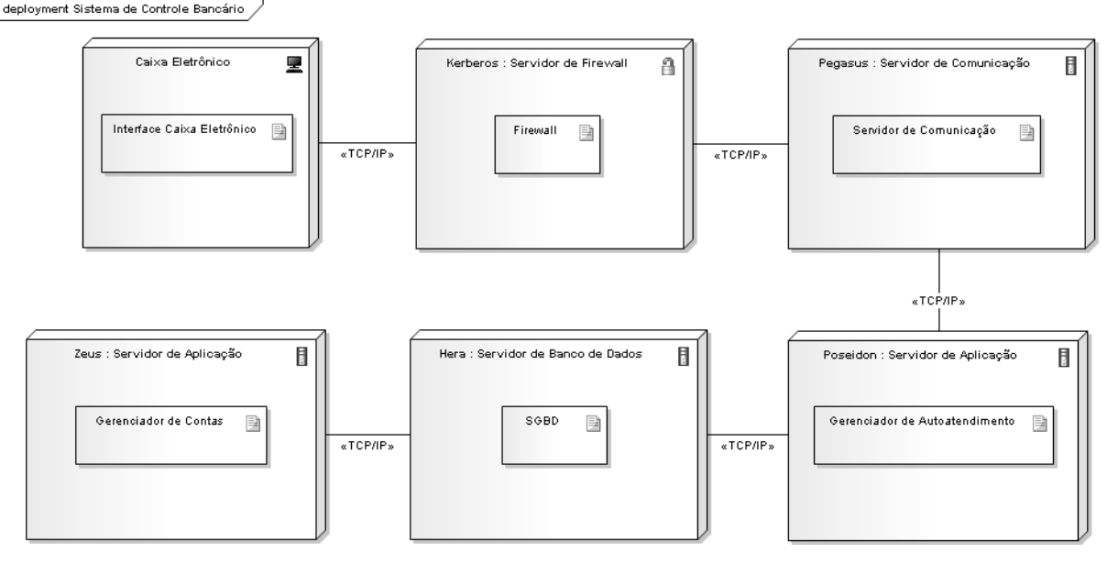 deployment Sistema de Controle Bancário
Caixa Eletrônico
Interface Caixa Eletrônico
«TCP/IP»
Kerberos : Servidor de Firewall
Firewall
«TCP/IP»
Pegasus : Servidor de Comunicação
Servidor de Comunicação
«TCP/IP»
Zeus : Servidor de Aplicação
Gerenciador de Contas
«TCP/IP»
Hera : Servidor de Banco de Dados
SGBD
«TCP/IP»
Poseidon : Servidor de Aplicação
Gerenciador de Autoatendimento